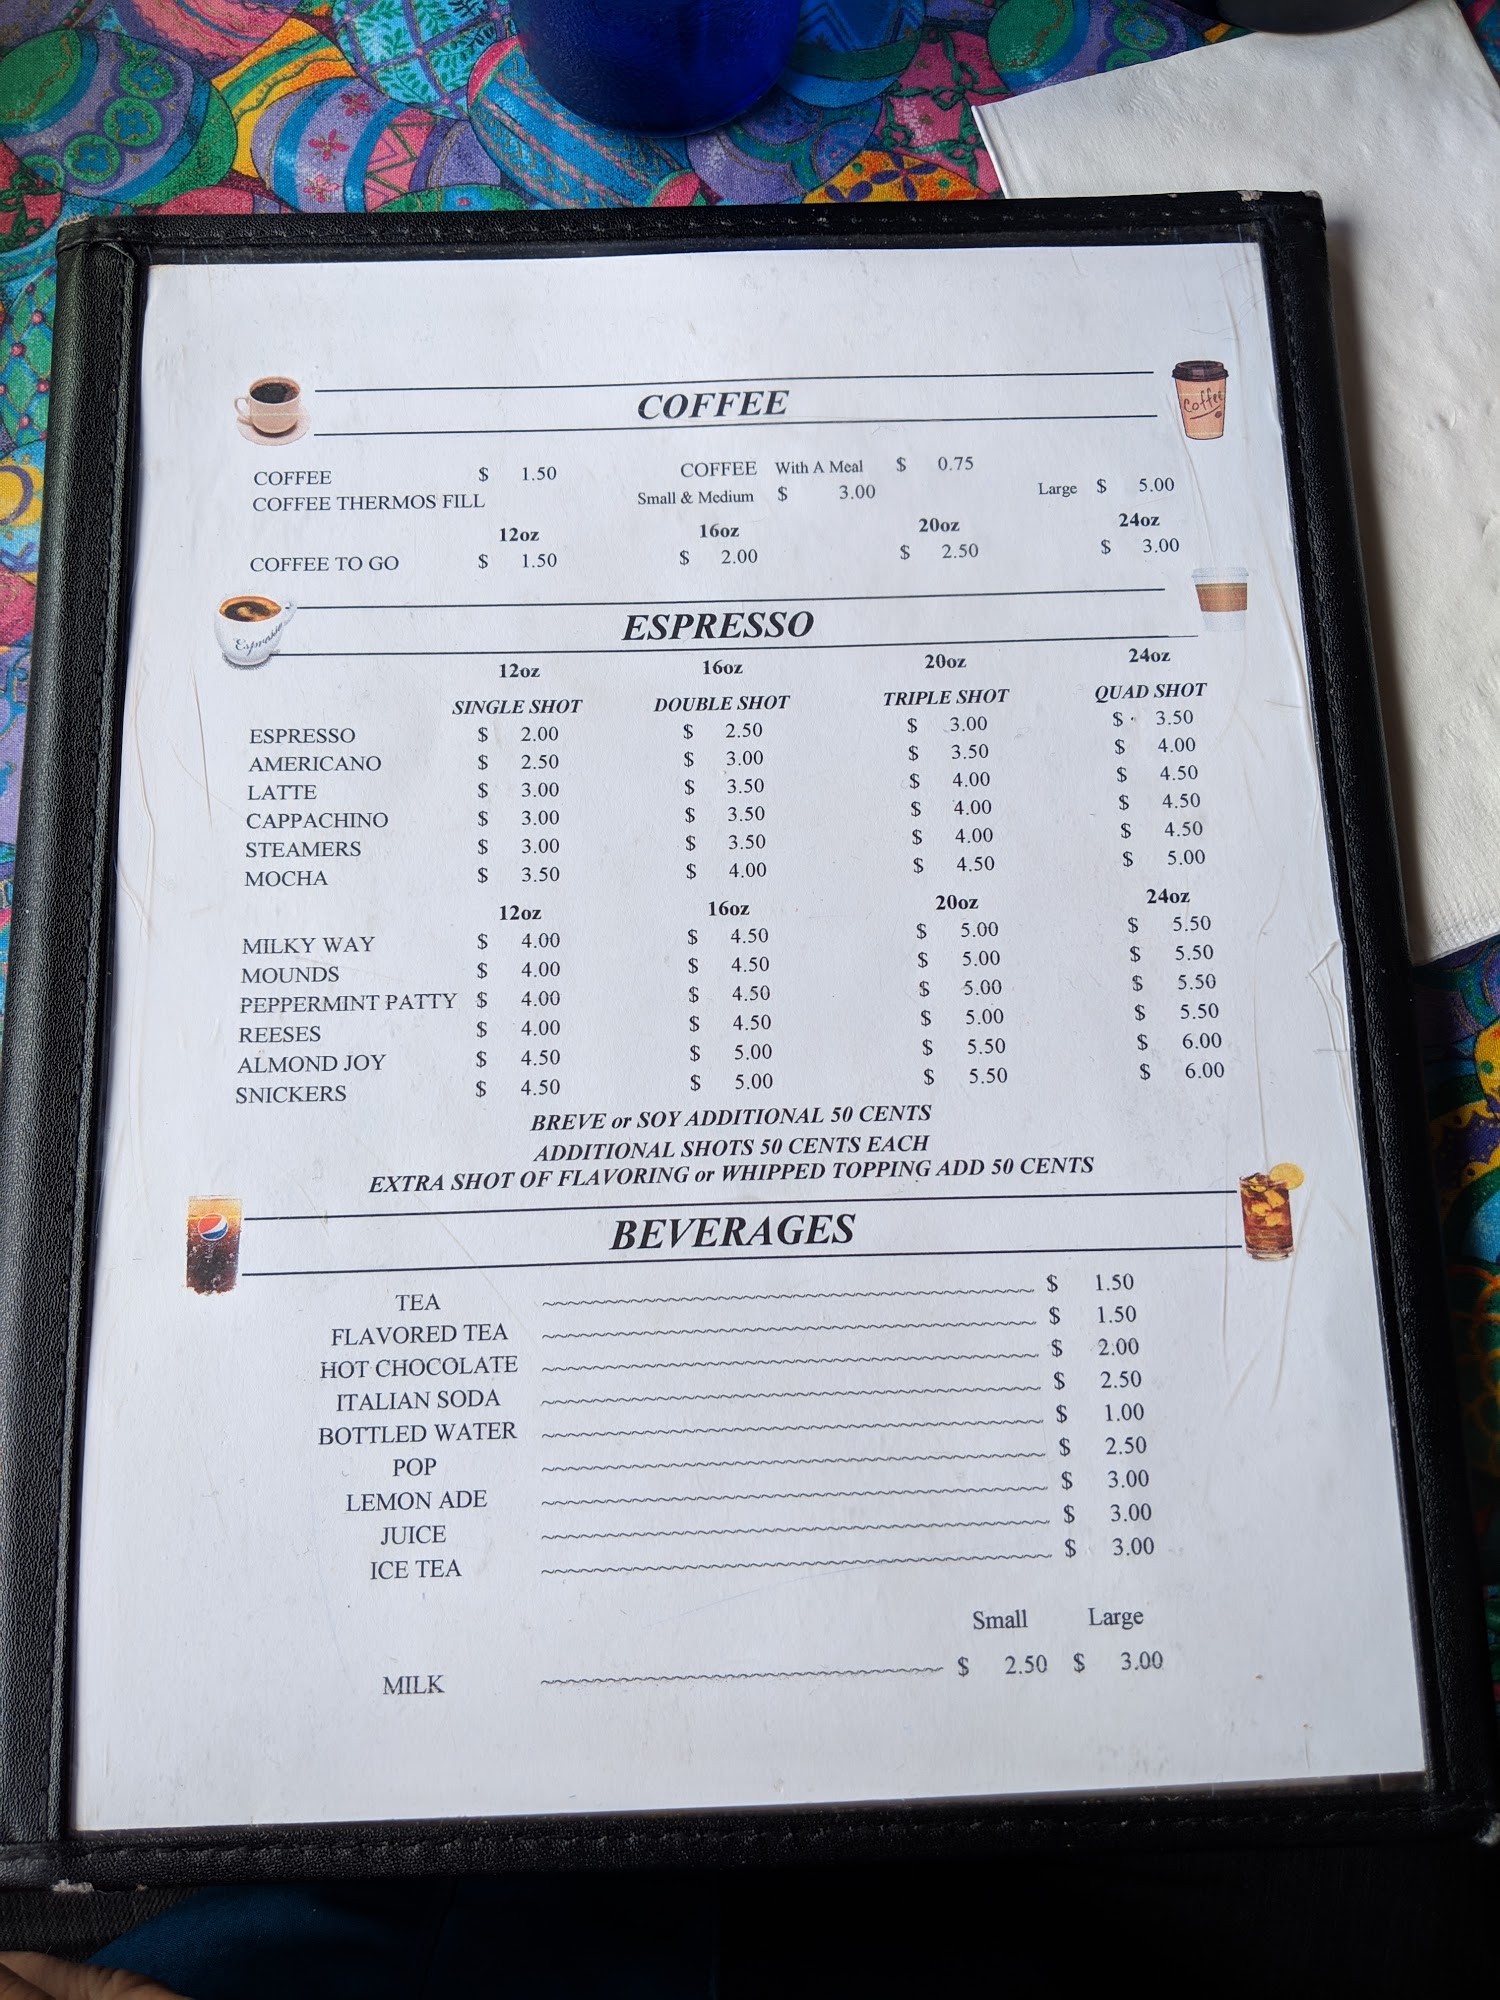 COFFEE
Coffee
COFFEE $ 1.50 COFFEE With A Meal $ 0.75
COFFEE THERMOS FILL Small & Medium $ 3.00 Large $ 5.00
12oz 16oz 20oz 24oz
COFFEE TO GO $ 1.50 $ 2.00 $ 2.50 $ 3.00
Espresso
ESPRESSO
12oz 16oz 20oz 24oz
SINGLE SHOT DOUBLE SHOT TRIPLE SHOT QUAD SHOT
ESPRESSO $ 2.00 $ 2.50 $ 3.00 $ 3.50
AMERICANO $ 2.50 $ 3.00 $ 3.50 $ 4.00
LATTE $ 3.00 $ 3.50 $ 4.00 $ 4.50
CAPPACHINO $ 3.00 $ 3.50 $ 4.00 $ 4.50
STEAMERS $ 3.00 $ 3.50 $ 4.00 $ 4.50
MOCHA $ 3.50 $ 4.00 $ 4.50 $ 5.00
12oz 16oz 20oz 24oz
MILKY WAY $ 4.00 $ 4.50 $ 5.00 $ 5.50
MOUNDS $ 4.00 $ 4.50 $ 5.00 $ 5.50
PEPPERMINT PATTY $ 4.00 $ 4.50 $ 5.00 $ 5.50
REESES $ 4.00 $ 4.50 $ 5.00 $ 5.50
ALMOND JOY $ 4.50 $ 5.00 $ 5.50 $ 6.00
SNICKERS $ 4.50 $ 5.00 $ 5.50 $ 6.00
BREVE or SOY ADDITIONAL 50 CENTS
ADDITIONAL SHOTS 50 CENTS EACH
EXTRA SHOT OF FLAVORING or WHIPPED TOPPING ADD 50 CENTS
BEVERAGES
TEA $ 1.50
FLAVORED TEA $ 1.50
HOT CHOCOLATE $ 2.00
ITALIAN SODA $ 2.50
BOTTLED WATER $ 1.00
POP $ 2.50
LEMON ADE $ 3.00
JUICE $ 3.00
ICE TEA $ 3.00
Small Large
MILK $ 2.50 $ 3.00